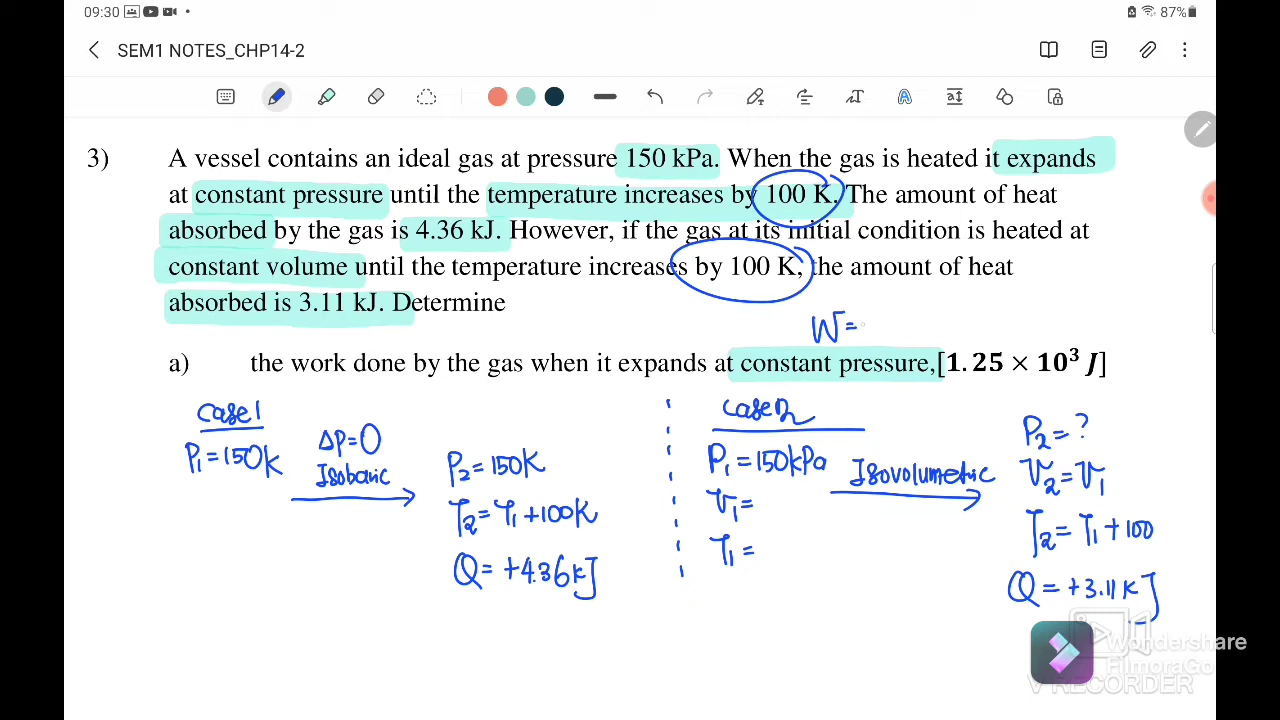 09:30
87%
SEM1 NOTES_CHP14-2
3) A vessel contains an ideal gas at pressure 150 kPa. When the gas is heated it expands
at constant pressure until the temperature increases by 100 K. The amount of heat
absorbed by the gas is 4.36 kJ. However, if the gas at its initial condition is heated at
constant volume until the temperature increases by 100 K, the amount of heat
absorbed is 3.11 kJ. Determine
W=
a) the work done by the gas when it expands at constant pressure,[1.25 × 10³ J]
Case 1
P₁=150K
ΔP=0
Isobaric
P₂=150K
T₂=T₁+100K
Q=+4.36kJ
Case 2
P₁=150kPa
V₁=
T₁=
Isovolumetric
P₂=?
V₂=V₁
T₂=T₁+100
Q=+3.11kJ
Wondershare
FilmoraGo
V RECORDER